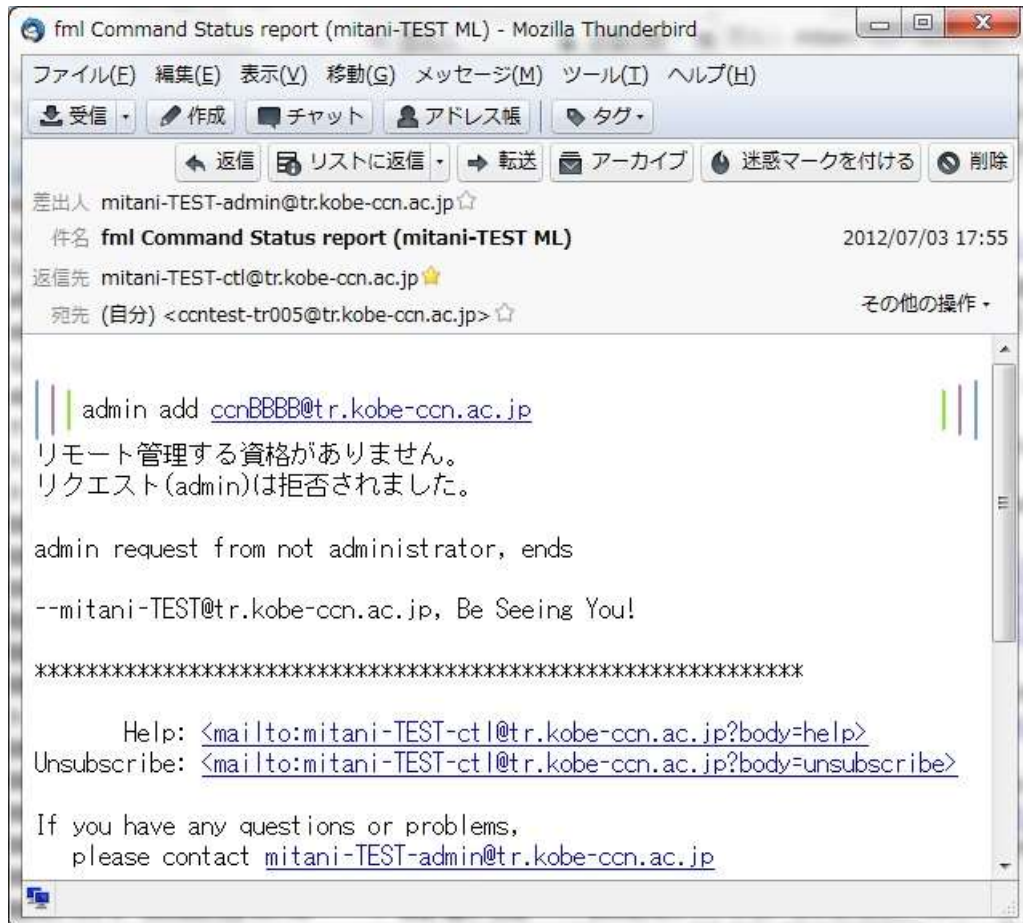 fml Command Status report (mitani-TEST ML) - Mozilla Thunderbird
ファイル(F) 編集(E) 表示(V) 移動(G) メッセージ(M) ツール(T) ヘルプ(H)
受信 作成 チャット アドレス帳 タグ
返信 リストに返信 転送 アーカイブ 迷惑マークを付ける 削除
差出人 mitani-TEST-admin@tr.kobe-ccn.ac.jp
件名 fml Command Status report (mitani-TEST ML) 2012/07/03 17:55
返信先 mitani-TEST-ctl@tr.kobe-ccn.ac.jp
宛先 (自分) <ccntest-tr005@tr.kobe-ccn.ac.jp> その他の操作
admin add ccnBBBB@tr.kobe-ccn.ac.jp
リモート管理する資格がありません。
リクエスト(admin)は拒否されました。
admin request from not administrator, ends
--mitani-TEST@tr.kobe-ccn.ac.jp, Be Seeing You!
************************************************************
Help: <mailto:mitani-TEST-ctl@tr.kobe-ccn.ac.jp?body=help>
Unsubscribe: <mailto:mitani-TEST-ctl@tr.kobe-ccn.ac.jp?body=unsubscribe>
If you have any questions or problems,
please contact mitani-TEST-admin@tr.kobe-ccn.ac.jp